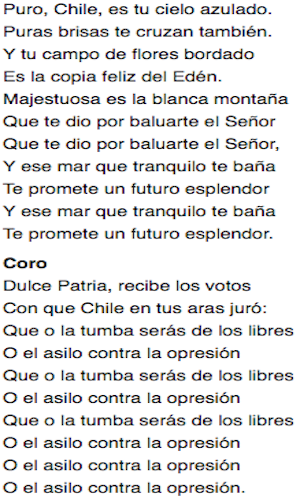 Puro, Chile, es tu cielo azulado.
Puras brisas te cruzan también.
Y tu campo de flores bordado
Es la copia feliz del Edén.
Majestuosa es la blanca montaña
Que te dio por baluarte el Señor
Que te dio por baluarte el Señor,
Y ese mar que tranquilo te baña
Te promete un futuro esplendor
Y ese mar que tranquilo te baña
Te promete un futuro esplendor.
Coro
Dulce Patria, recibe los votos
Con que Chile en tus aras juró:
Que o la tumba serás de los libres
O el asilo contra la opresión
Que o la tumba serás de los libres
O el asilo contra la opresión
Que o la tumba serás de los libres
O el asilo contra la opresión
O el asilo contra la opresión
O el asilo contra la opresión.